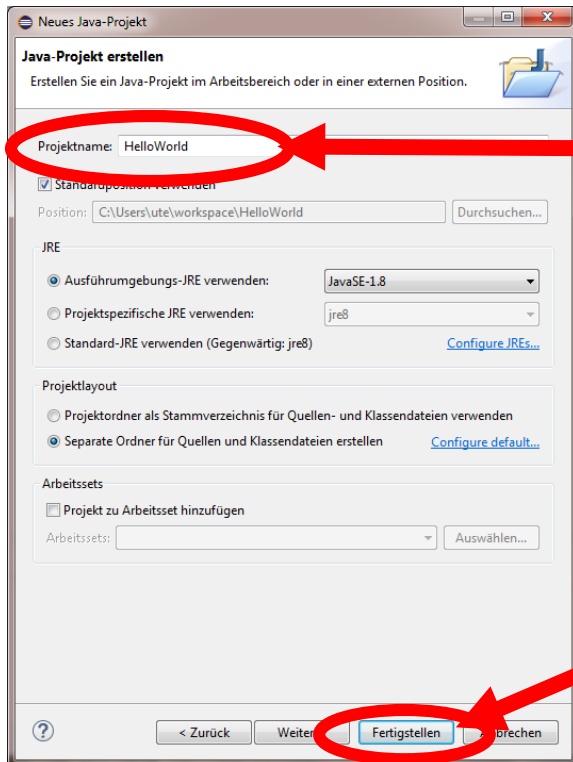 Neues Java-Projekt
Java-Projekt erstellen
Erstellen Sie ein Java-Projekt im Arbeitsbereich oder in einer externen Position.
Projektname: HelloWorld
Standardposition verwenden
Position: C:\Users\ute\workspace\HelloWorld Durchsuchen...
JRE
Ausführumgebungs-JRE verwenden: JavaSE-1.8
Projektspezifische JRE verwenden: jre8
Standard-JRE verwenden (Gegenwärtig: jre8) Configure JREs...
Projektlayout
Projektordner als Stammverzeichnis für Quellen- und Klassendateien verwenden
Separate Ordner für Quellen und Klassendateien erstellen Configure default...
Arbeitssets
Projekt zu Arbeitsset hinzufügen
Arbeitssets: Auswählen...
? < Zurück Weiter Fertigstellen Abbrechen